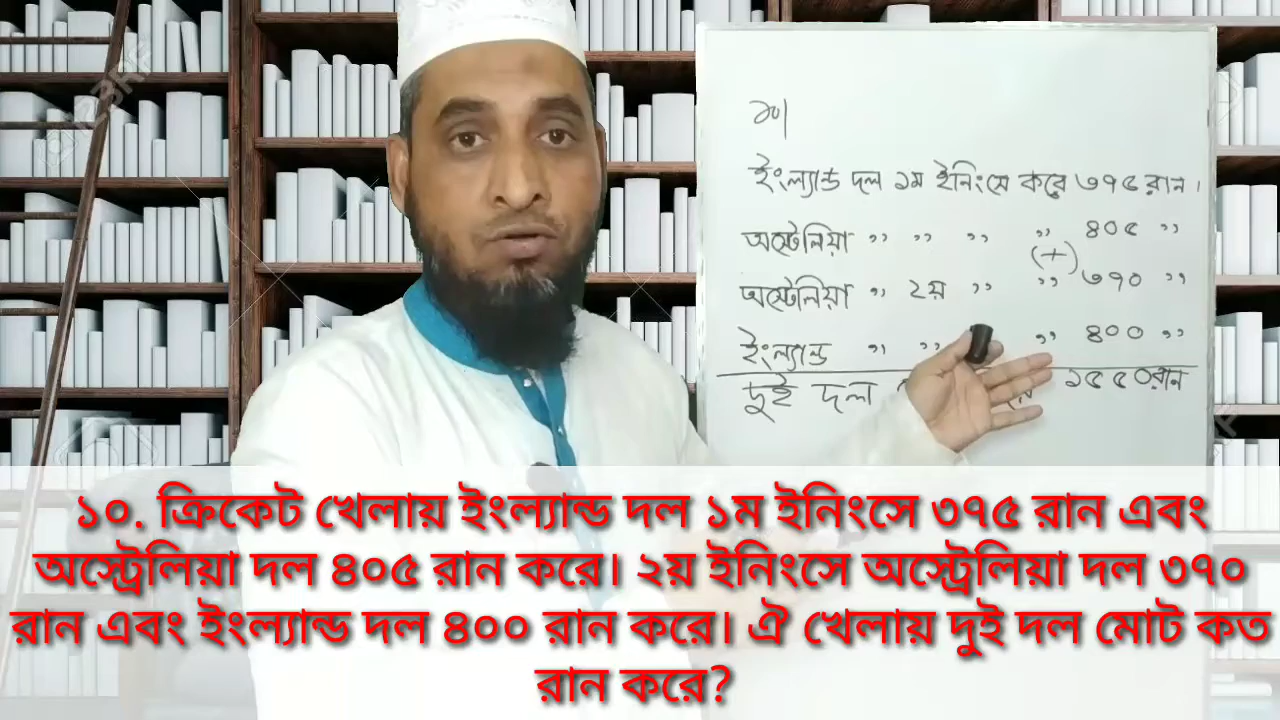 ১০|
ইংল্যান্ড দল ১ম ইনিংসে করে ৩৭৫ রান।
অস্টেলিয়া ,, ,, ,, ,, ৪০৫ ,,
(+)
অস্টেলিয়া ,, ২য় ,, ,, ৩৭০ ,,
ইংল্যান্ড ,, ,, ,, ৪০০ ,,
দুই দল ১৫৫০রান
১০. ক্রিকেট খেলায় ইংল্যান্ড দল ১ম ইনিংসে ৩৭৫ রান এবং
অস্ট্রেলিয়া দল ৪০৫ রান করে। ২য় ইনিংসে অস্ট্রেলিয়া দল ৩৭০
রান এবং ইংল্যান্ড দল ৪০০ রান করে। ঐ খেলায় দুই দল মোট কত
রান করে?